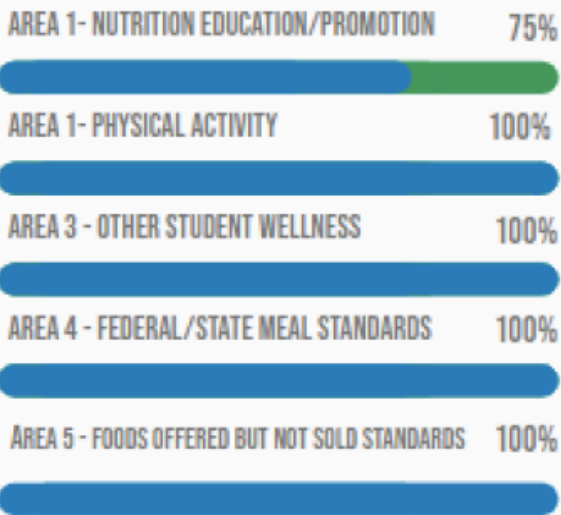 AREA 1- NUTRITION EDUCATION/PROMOTION 75%
AREA 1- PHYSICAL ACTIVITY 100%
AREA 3 - OTHER STUDENT WELLNESS 100%
AREA 4 - FEDERAL/STATE MEAL STANDARDS 100%
AREA 5 - FOODS OFFERED BUT NOT SOLD STANDARDS 100%